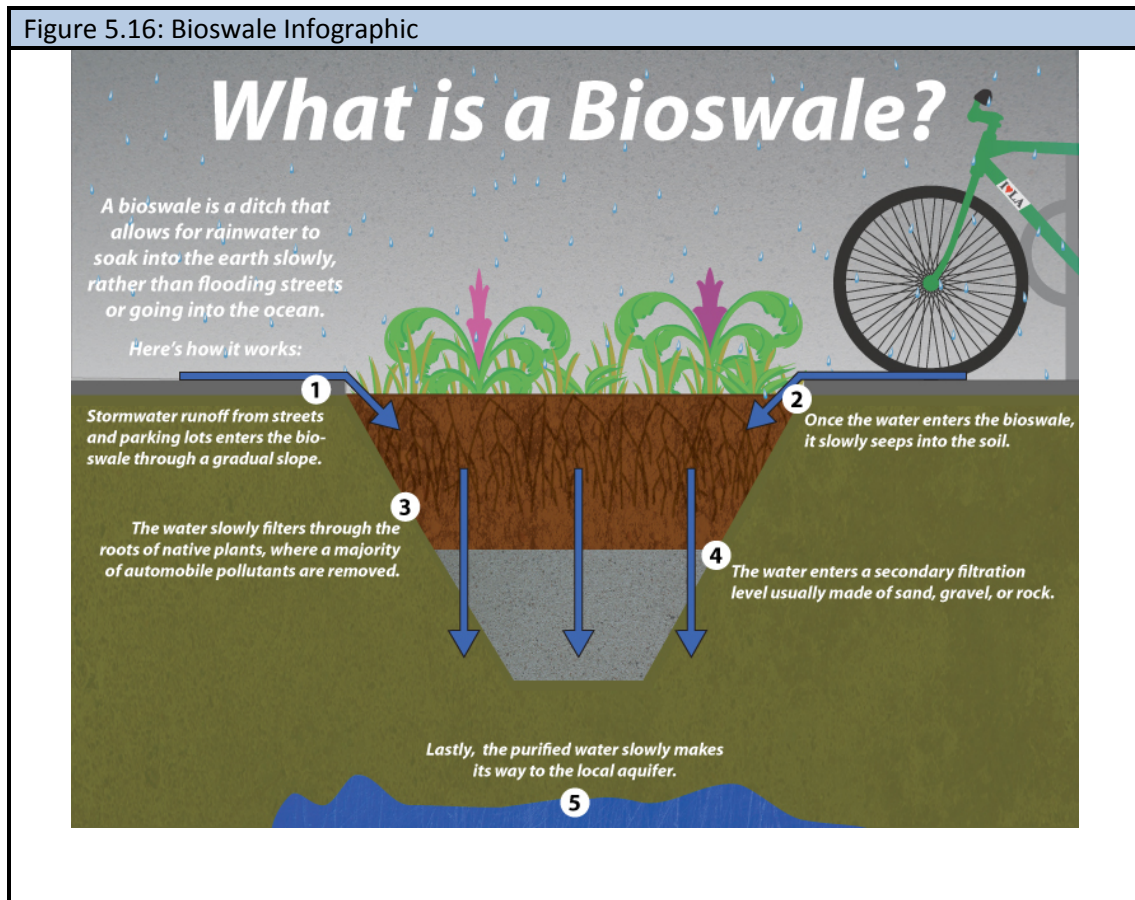 Figure 5.16: Bioswale Infographic
What is a Bioswale?
A bioswale is a ditch that
allows for rainwater to
soak into the earth slowly,
rather than flooding streets
or going into the ocean.
Here's how it works:
I♥LA
1
Stormwater runoff from streets
and parking lots enters the bio-
swale through a gradual slope.
2
Once the water enters the bioswale,
it slowly seeps into the soil.
3
The water slowly filters through the
roots of native plants, where a majority
of automobile pollutants are removed.
4
The water enters a secondary filtration
level usually made of sand, gravel, or rock.
Lastly, the purified water slowly makes
its way to the local aquifer.
5